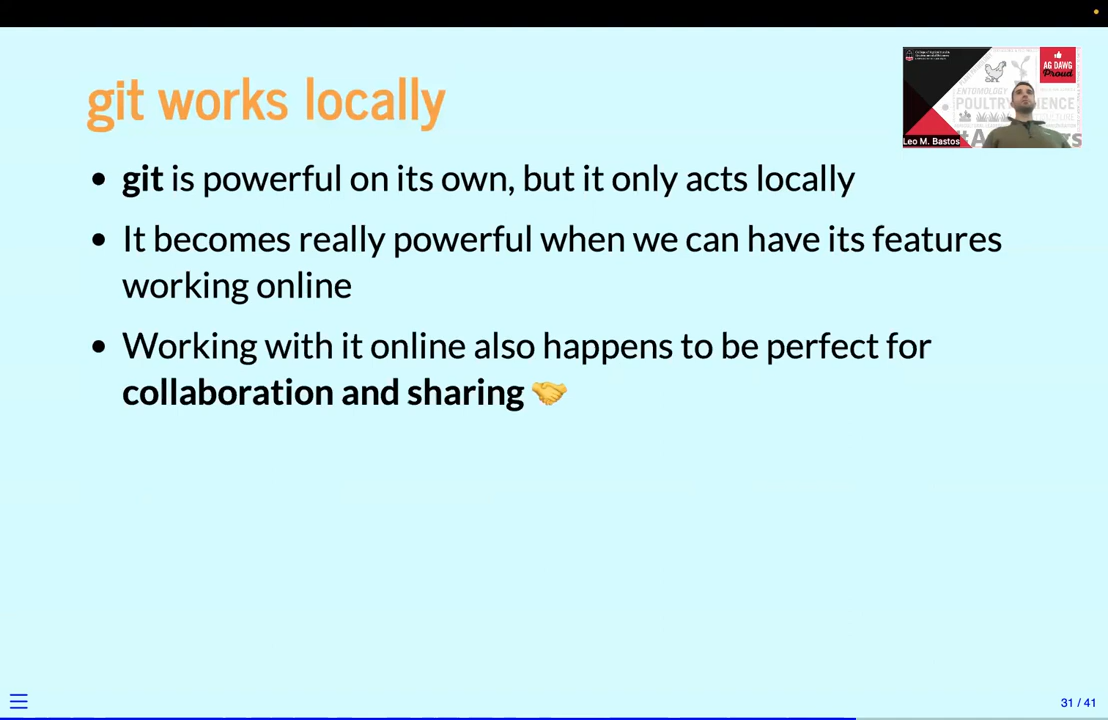 git works locally
• git is powerful on its own, but it only acts locally
• It becomes really powerful when we can have its features
working online
• Working with it online also happens to be perfect for
collaboration and sharing 🤝
AG DAWG
Proud
ENTOMOLOGY
POULTRY
Leo M. Bastos
31 / 41